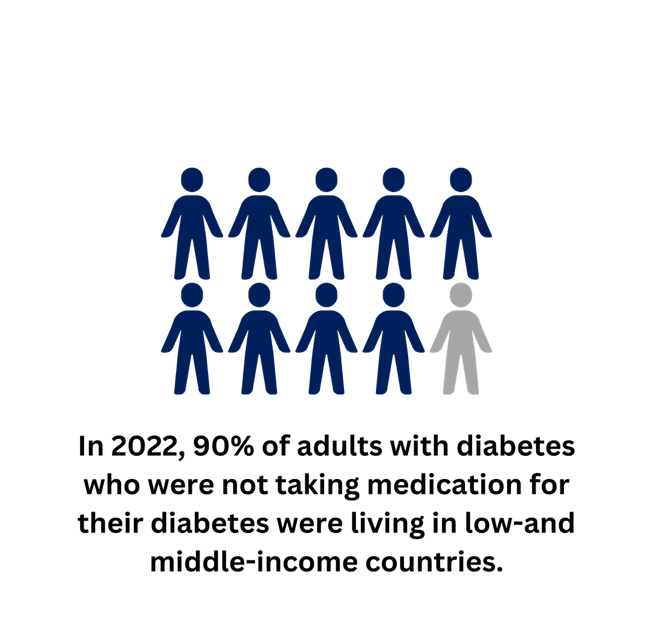 In 2022, 90% of adults with diabetes
who were not taking medication for
their diabetes were living in low-and
middle-income countries.